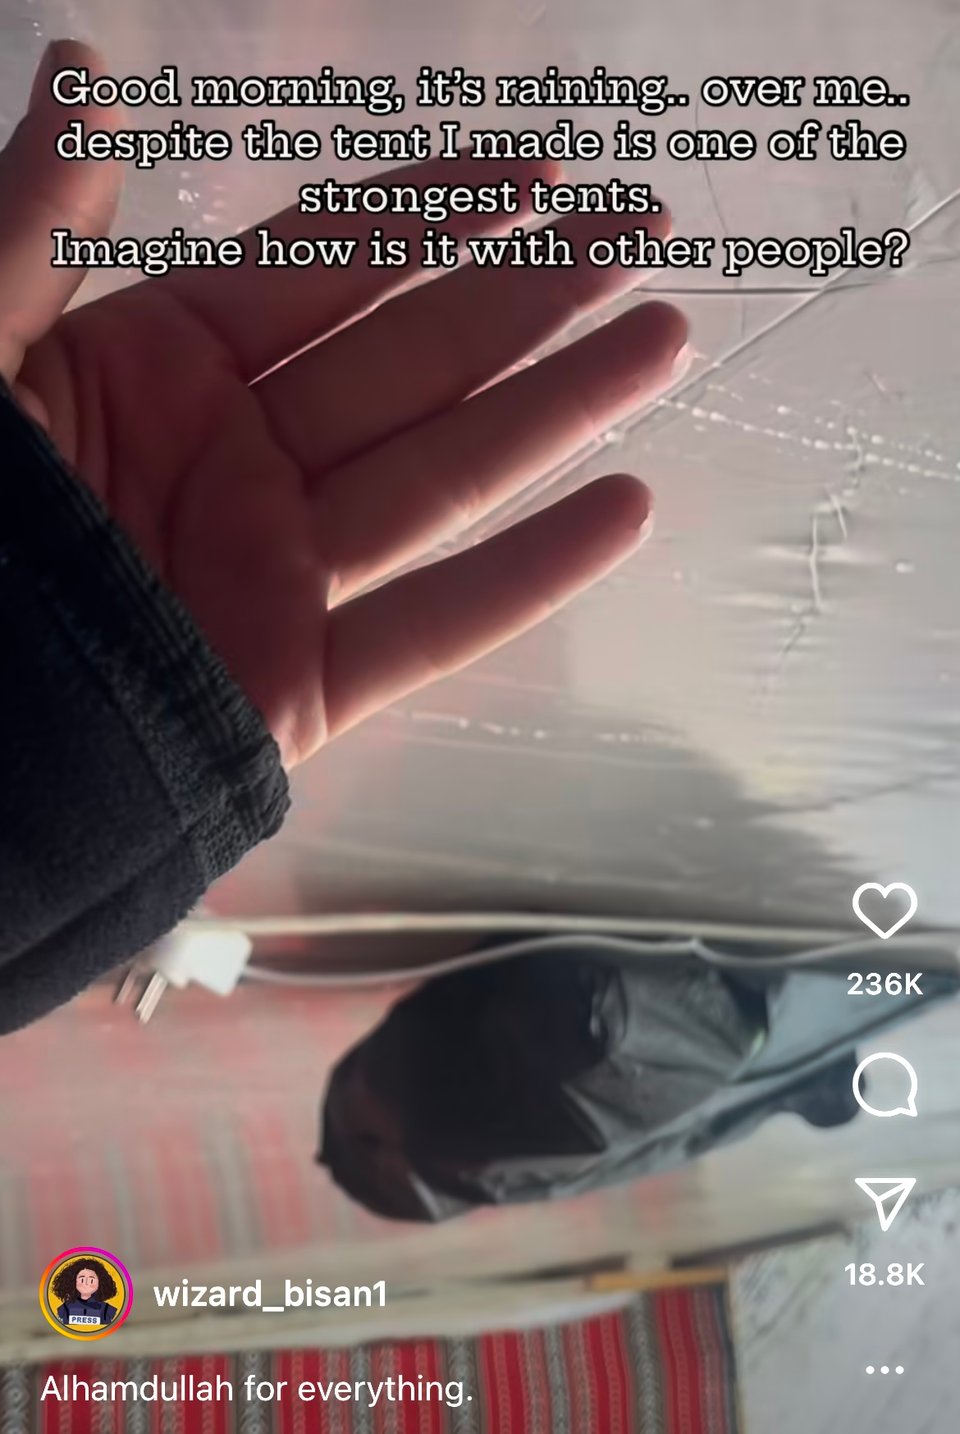 Good morning, it's raining.. over me..
despite the tent I made is one of the
strongest tents.
Imagine how is it with other people?
236K
18.8K
PRESS
wizard_bisan1
Alhamdullah for everything.